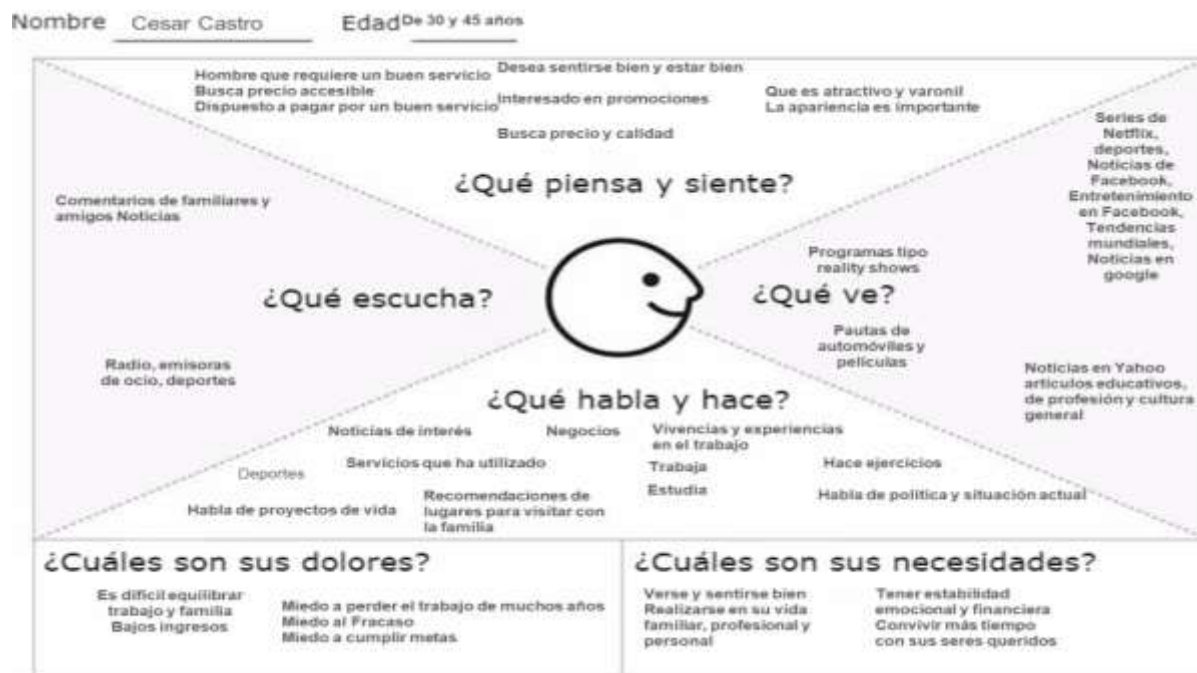 Nombre Cesar Castro Edad De 30 y 45 años
Hombre que requiere un buen servicio
Busca precio accesible
Dispuesto a pagar por un buen servicio
Desea sentirse bien y estar bien
Interesado en promociones
Busca precio y calidad
Que es atractivo y varonil
La apariencia es importante
¿Qué piensa y siente?
Comentarios de familiares y
amigos Noticias
¿Qué escucha?
Radio, emisoras
de ocio, deportes
Series de
Netflix,
deportes,
Noticias de
Facebook,
Entretenimiento
en Facebook,
Tendencias
mundiales,
Noticias en
google
Programas tipo
reality shows
¿Qué ve?
Pautas de
automóviles y
películas
Noticias en Yahoo
artículos educativos,
de profesión y cultura
general
¿Qué habla y hace?
Noticias de interés
Negocios
Vivencias y experiencias
en el trabajo
Deportes
Servicios que ha utilizado
Trabaja
Hace ejercicios
Estudia
Habla de proyectos de vida
Recomendaciones de
lugares para visitar con
la familia
Habla de política y situación actual
¿Cuáles son sus dolores?
Es difícil equilibrar
trabajo y familia
Bajos ingresos
Miedo a perder el trabajo de muchos años
Miedo al Fracaso
Miedo a cumplir metas
¿Cuáles son sus necesidades?
Verse y sentirse bien
Realizarse en su vida
familiar, profesional y
personal
Tener estabilidad
emocional y financiera
Convivir más tiempo
con sus seres queridos